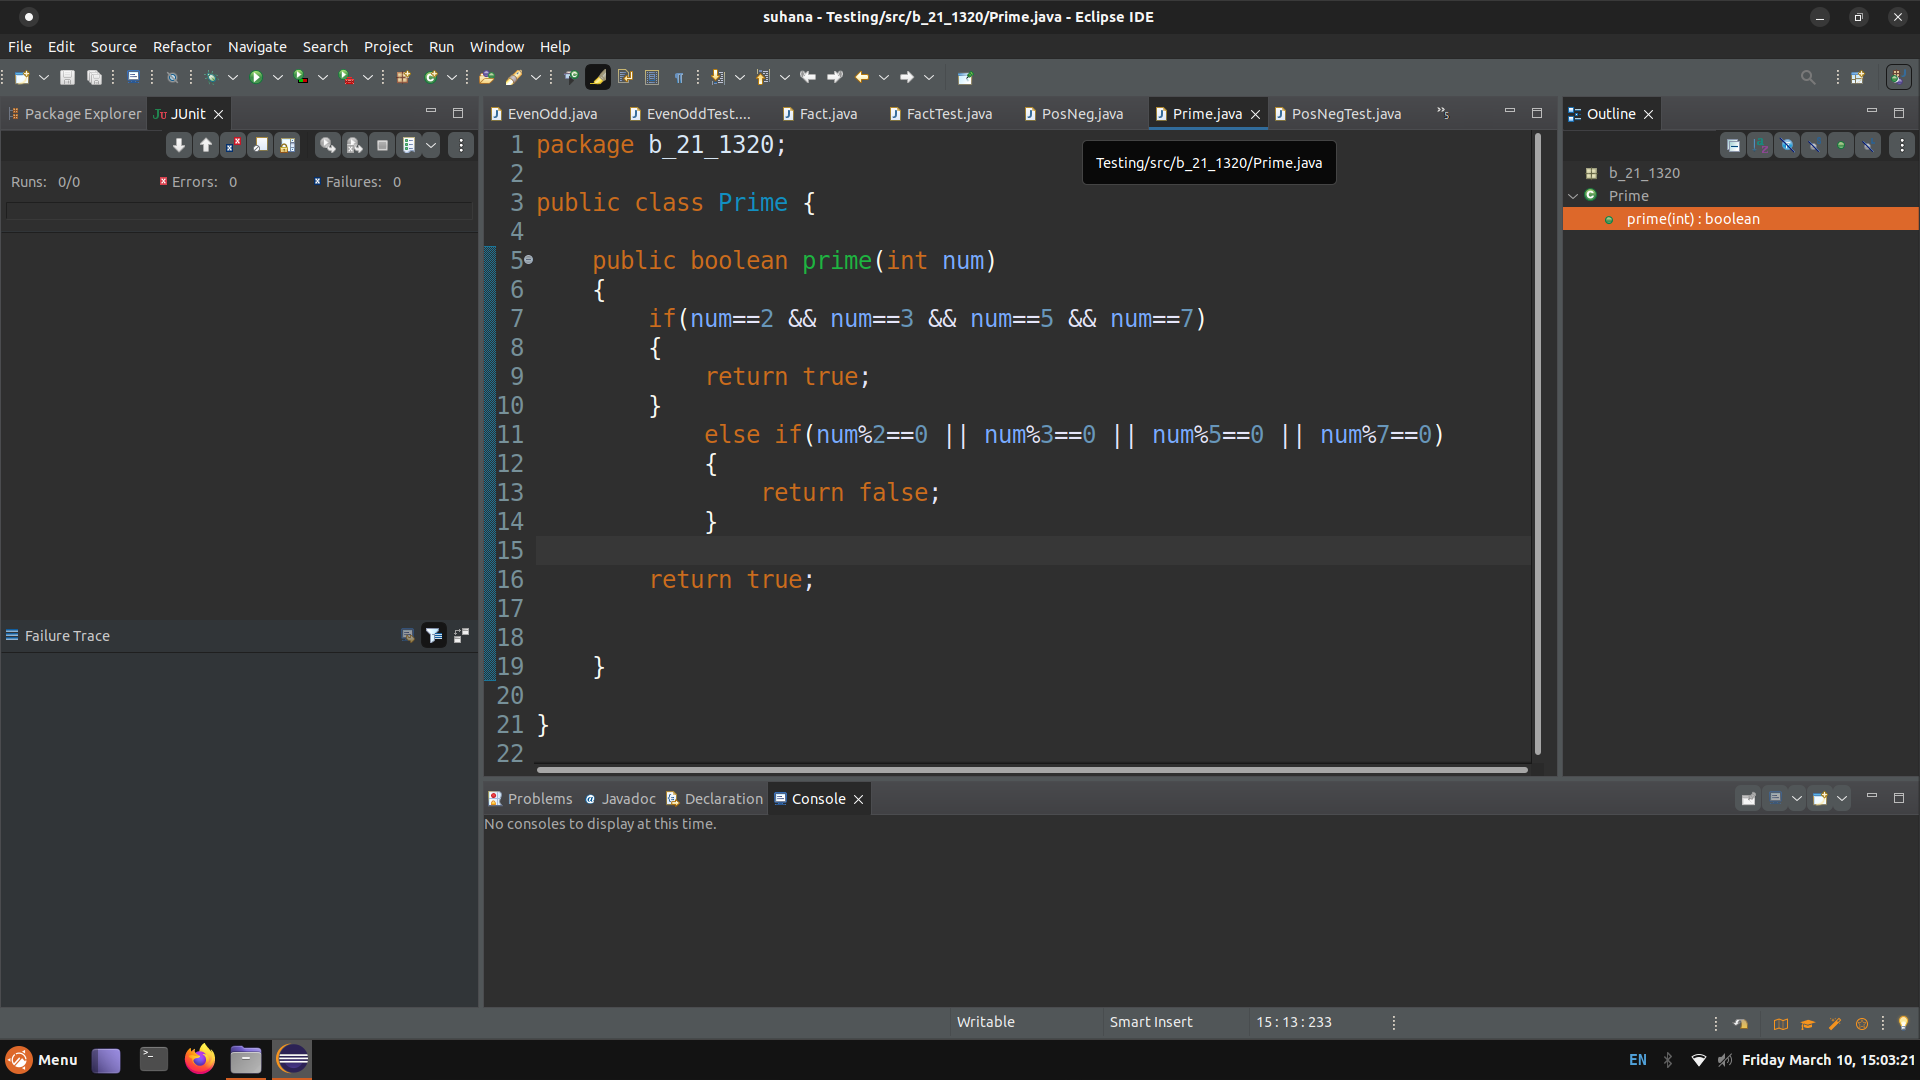 suhana - Testing/src/b_21_1320/Prime.java - Eclipse IDE
File Edit Source Refactor Navigate Search Project Run Window Help
Package Explorer JUnit
EvenOdd.java EvenOddTest.... Fact.java FactTest.java PosNeg.java Prime.java PosNegTest.java »5
Outline
Runs: 0/0 Errors: 0 Failures: 0
Testing/src/b_21_1320/Prime.java
1 package b_21_1320;
2
3 public class Prime {
4
5 public boolean prime(int num)
6 {
7 if(num==2 && num==3 && num==5 && num==7)
8 {
9 return true;
10 }
11 else if(num%2==0 || num%3==0 || num%5==0 || num%7==0)
12 {
13 return false;
14 }
15
16 return true;
17
18
19 }
20
21 }
22
b_21_1320
Prime
prime(int) : boolean
Failure Trace
Problems Javadoc Declaration Console
No consoles to display at this time.
Writable Smart Insert 15 : 13 : 233
Menu EN Friday March 10, 15:03:21